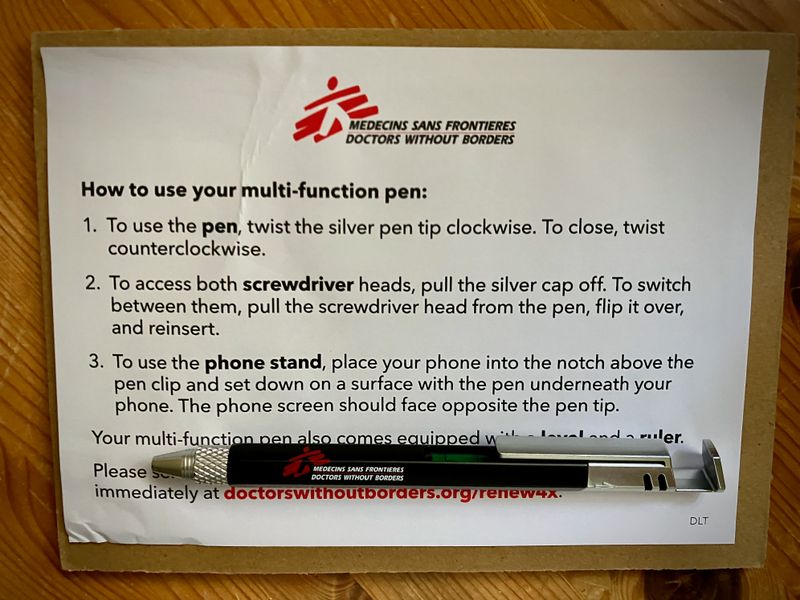 MEDECINS SANS FRONTIERES
DOCTORS WITHOUT BORDERS
How to use your multi-function pen:
1. To use the pen, twist the silver pen tip clockwise. To close, twist
counterclockwise.
2. To access both screwdriver heads, pull the silver cap off. To switch
between them, pull the screwdriver head from the pen, flip it over,
and reinsert.
3. To use the phone stand, place your phone into the notch above the
pen clip and set down on a surface with the pen underneath your
phone. The phone screen should face opposite the pen tip.
Your multi-function pen also comes equipped with a level and a ruler.
Please
MEDECINS SANS FRONTIERES
DOCTORS WITHOUT BORDERS
immediately at doctorswithoutborders.org/renew4x.
DLT